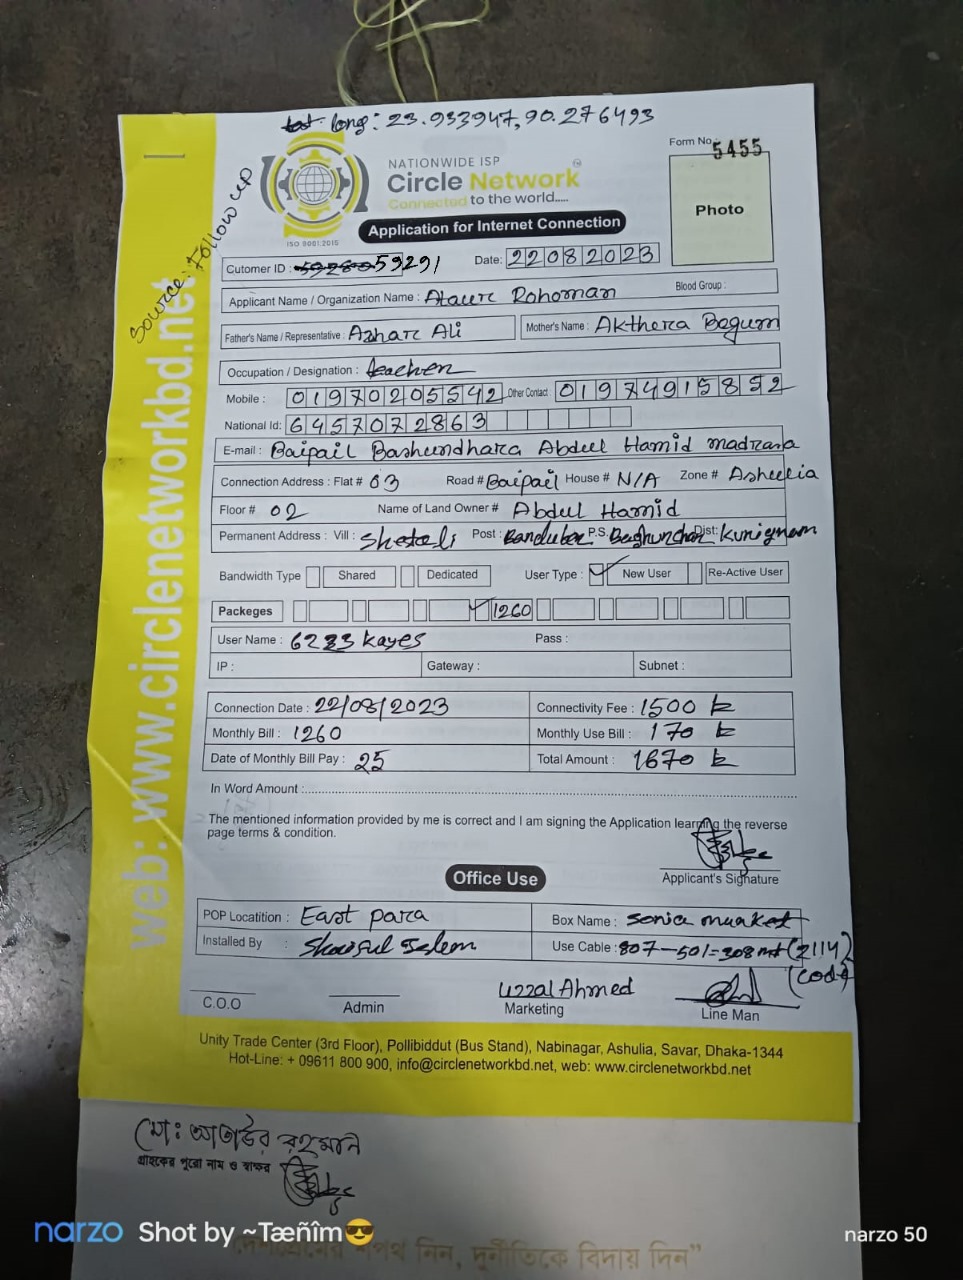 lat long: 23.933947, 90.276493
Source: Follow up
NATIONWIDE ISP
Circle Network
Connected to the world.....
ISO 9001:2015
Form No. 5455
Photo
Application for Internet Connection
Cutomer ID : 59291 Date: 22082023
Applicant Name / Organization Name : Ataur Rohoman Blood Group :
Father's Name / Representative : Azhar Ali Mother's Name : Akthera Begum
Occupation / Designation : teacher
Mobile : 01970205542 Other Contact : 01974915852
National Id: 6457072863
E-mail : Baipail Bashundhara Abdul Hamid madrasa
Connection Address : Flat # 03 Road # Baipail House # N/A Zone # Ashulia
Floor # 02 Name of Land Owner # Abdul Hamid
Permanent Address : Vill : Post : P.S. Dist:
Bandwidth Type Shared Dedicated User Type : New User Re-Active User
Packeges 1260
User Name : 6233 Kayes Pass :
IP : Gateway : Subnet :
Connection Date : 22/08/2023 Connectivity Fee : 1500 tk
Monthly Bill : 1260 Monthly Use Bill : 170 tk
Date of Monthly Bill Pay : 25 Total Amount : 1670 tk
In Word Amount :
The mentioned information provided by me is correct and I am signing the Application learning the reverse
page terms & condition.
Applicant's Signature
Office Use
POP Locatition : East para Box Name : Sonia market
Installed By : Use Cable : 807-501=308 mt (2114)
(code)
C.O.O Admin Uzzal Ahmed Marketing Line Man
Unity Trade Center (3rd Floor), Pollibiddut (Bus Stand), Nabinagar, Ashulia, Savar, Dhaka-1344
Hot-Line: + 09611 800 900, info@circlenetworkbd.net, web: www.circlenetworkbd.net
web: www.circlenetworkbd.net
মোঃ আতাউর রহমান
গ্রাহকের পুরো নাম ও স্বাক্ষর
narzo Shot by ~Tæñîm😎 narzo 50
শপথ নিন, দুর্নীতিকে বিদায় দিন"